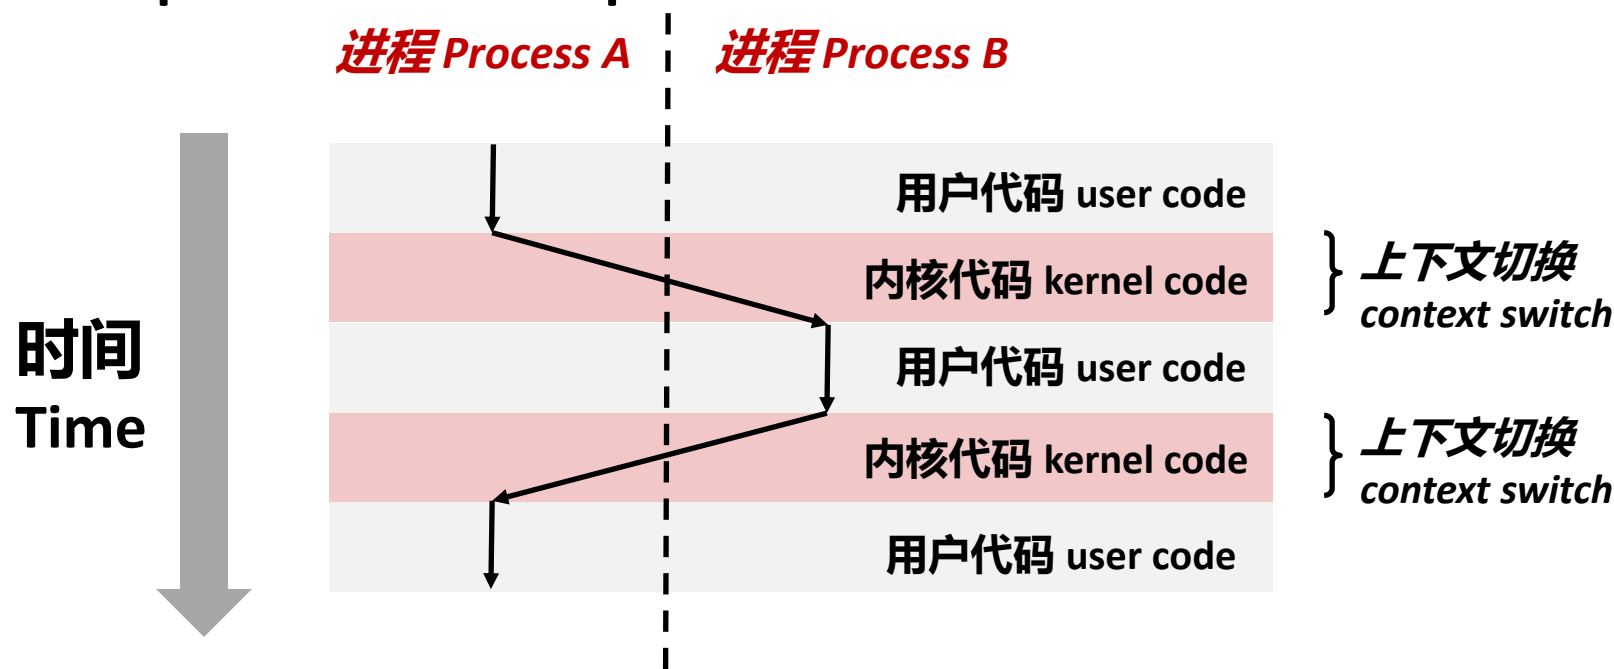 进程 Process A
进程 Process B
用户代码 user code
内核代码 kernel code
上下文切换
context switch
时间
Time
用户代码 user code
内核代码 kernel code
上下文切换
context switch
用户代码 user code